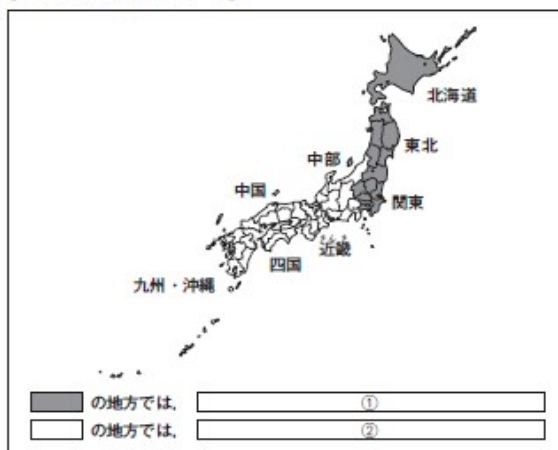 北海道
東北
中部
中国
関東
近畿
四国
九州・沖縄
の地方では, ①
の地方では, ②